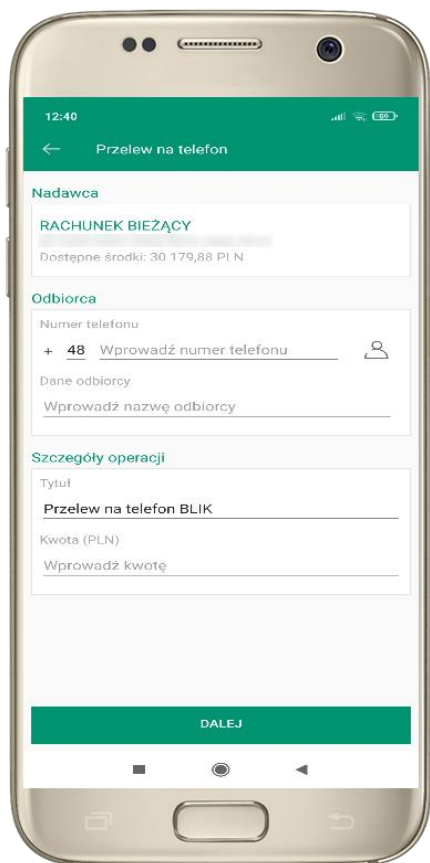 12:40
59
Przelew na telefon
Nadawca
RACHUNEK BIEŻĄCY
Dostępne środki: 30 179,88 PLN
Odbiorca
Numer telefonu
+ 48 Wprowadź numer telefonu
Dane odbiorcy
Wprowadź nazwę odbiorcy
Szczegóły operacji
Tytuł
Przelew na telefon BLIK
Kwota (PLN)
Wprowadź kwotę
DALEJ